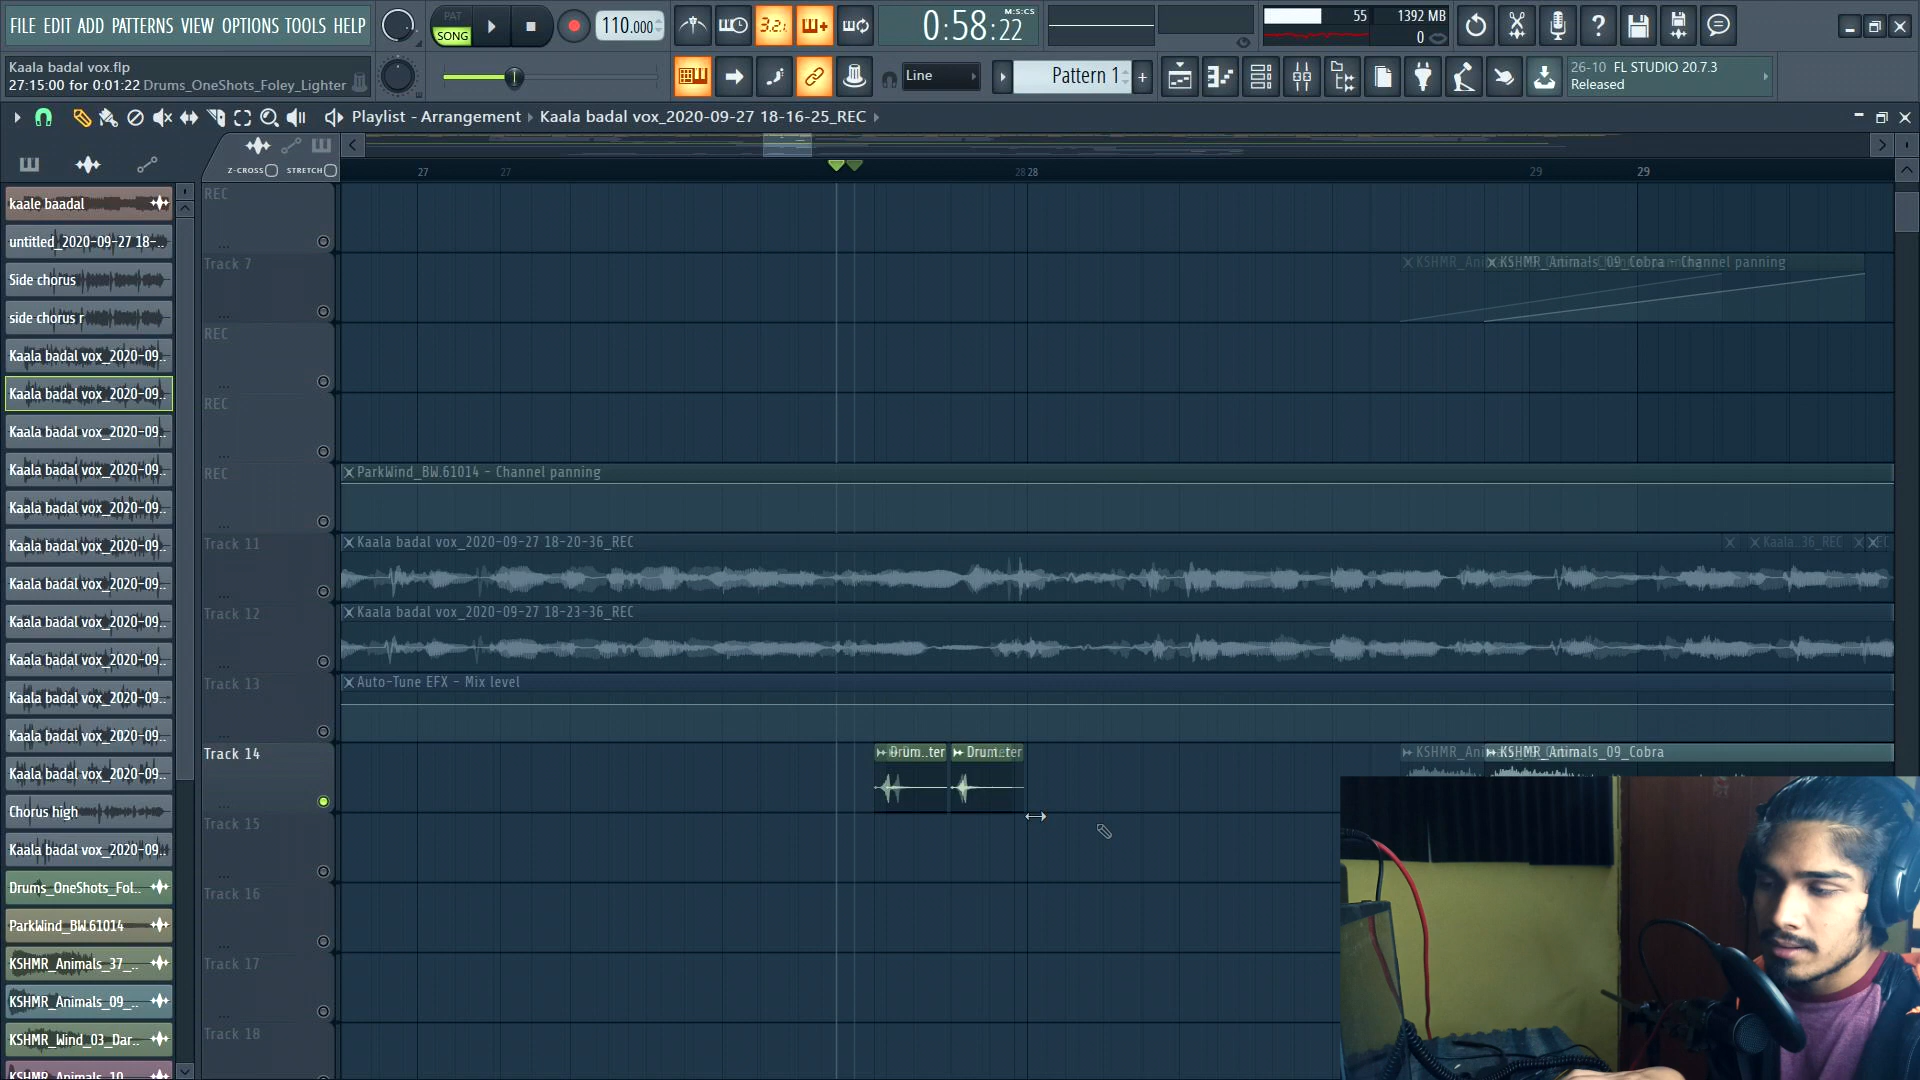 FILE EDIT ADD PATTERNS VIEW OPTIONS TOOLS HELP
PAT
SONG
110.000
3.2.
M:S:CS
0:58:22
55
1392 MB
0
Kaala badal vox.flp
27:15:00 for 0:01:22 Drums_OneShots_Foley_Lighter
Line
Pattern 1
26-10 FL STUDIO 20.7.3
Released
Playlist - Arrangement › Kaala badal vox_2020-09-27 18-16-25_REC
Z-CROSS STRETCH
27 27 28 28 29 29
kaale baadal
untitled_2020-09-27 18-..
Side chorus
side chorus r
Kaala badal vox_2020-09..
Kaala badal vox_2020-09..
Kaala badal vox_2020-09..
Kaala badal vox_2020-09..
Kaala badal vox_2020-09..
Kaala badal vox_2020-09..
Kaala badal vox_2020-09..
Kaala badal vox_2020-09..
Kaala badal vox_2020-09..
Kaala badal vox_2020-09..
Kaala badal vox_2020-09..
Kaala badal vox_2020-09..
Chorus high
Kaala badal vox_2020-09..
Drums_OneShots_Fol..
ParkWind_BW.61014
KSHMR_Animals_37_..
KSHMR_Animals_09_..
KSHMR_Wind_03_Dar..
KSHMR_Animals_10
REC
Track 7
KSHMR_Animals_09_Cobra - Channel panning
REC
REC
REC
ParkWind_BW.61014 - Channel panning
Track 11
Kaala badal vox_2020-09-27 18-20-36_REC
Kaala..36_REC
Track 12
Kaala badal vox_2020-09-27 18-23-36_REC
Track 13
Auto-Tune EFX - Mix level
Track 14
Drum..ter
Drum..ter
KSHMR_Animals_09_Cobra
Track 15
Track 16
Track 17
Track 18